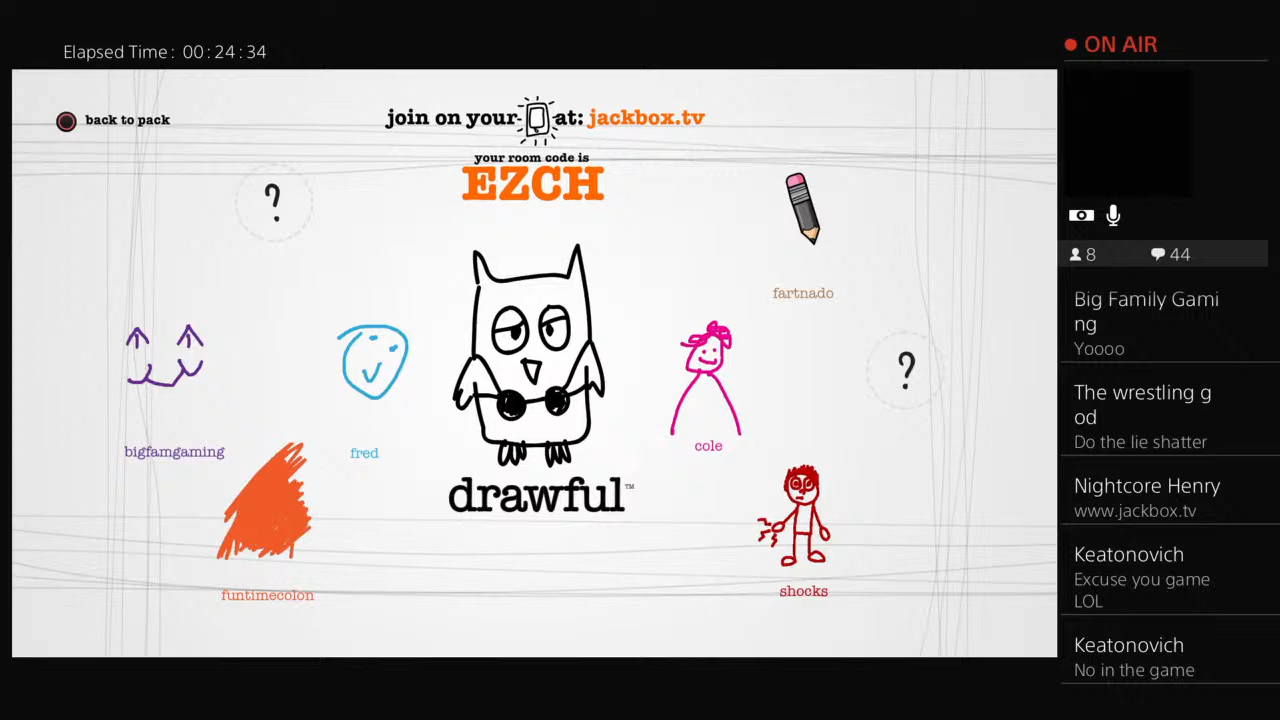 Elapsed Time: 00:24:34
ON AIR
back to pack
join on your at: jackbox.tv
your room code is
EZCH
?
fartnado
8 44
Big Family Gami
ng
Yoooo
bigfamgaming
fred
cole
?
The wrestling g
od
Do the lie shatter
drawful™
Nightcore Henry
www.jackbox.tv
funtimecolon
shocks
Keatonovich
Excuse you game
LOL
Keatonovich
No in the game